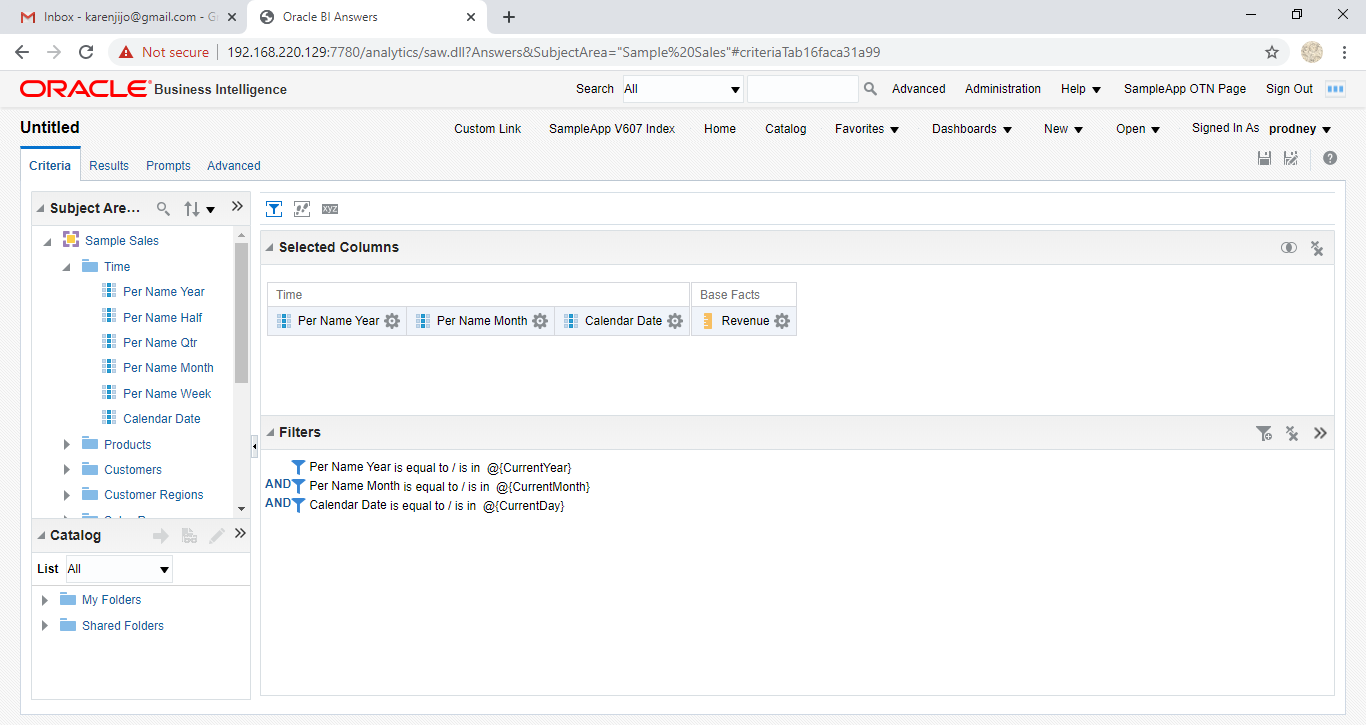 Inbox - karenjijo@gmail.com - G
Oracle BI Answers
Not secure
192.168.220.129:7780/analytics/saw.dll?Answers&SubjectArea="Sample%20Sales"#criteriaTab16faca31a99
ORACLE Business Intelligence
Search All Advanced Administration Help SampleApp OTN Page Sign Out
Untitled
Custom Link SampleApp V607 Index Home Catalog Favorites Dashboards New Open Signed In As prodney
Criteria Results Prompts Advanced
Subject Are...
Sample Sales
Time
Per Name Year
Per Name Half
Per Name Qtr
Per Name Month
Per Name Week
Calendar Date
Products
Customers
Customer Regions
Catalog
List All
My Folders
Shared Folders
xyz
Selected Columns
Time
Base Facts
Per Name Year
Per Name Month
Calendar Date
Revenue
Filters
Per Name Year is equal to / is in @{CurrentYear}
AND Per Name Month is equal to / is in @{CurrentMonth}
AND Calendar Date is equal to / is in @{CurrentDay}